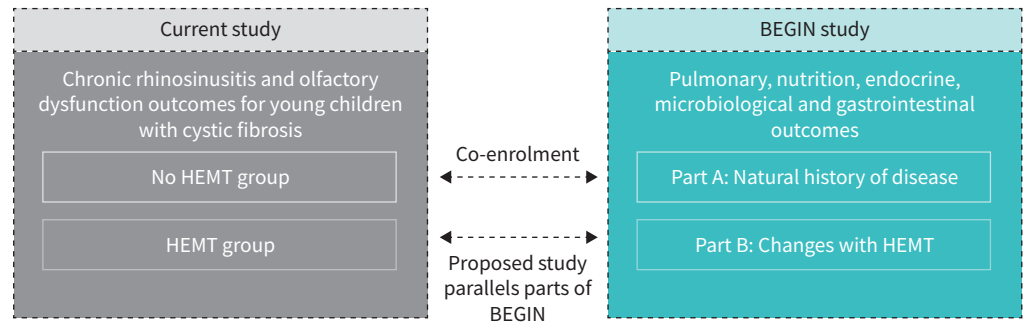 Current study
Chronic rhinosinusitis and olfactory
dysfunction outcomes for young children
with cystic fibrosis
No HEMT group
HEMT group
Co-enrolment
Proposed study
parallels parts of
BEGIN
BEGIN study
Pulmonary, nutrition, endocrine,
microbiological and gastrointestinal
outcomes
Part A: Natural history of disease
Part B: Changes with HEMT